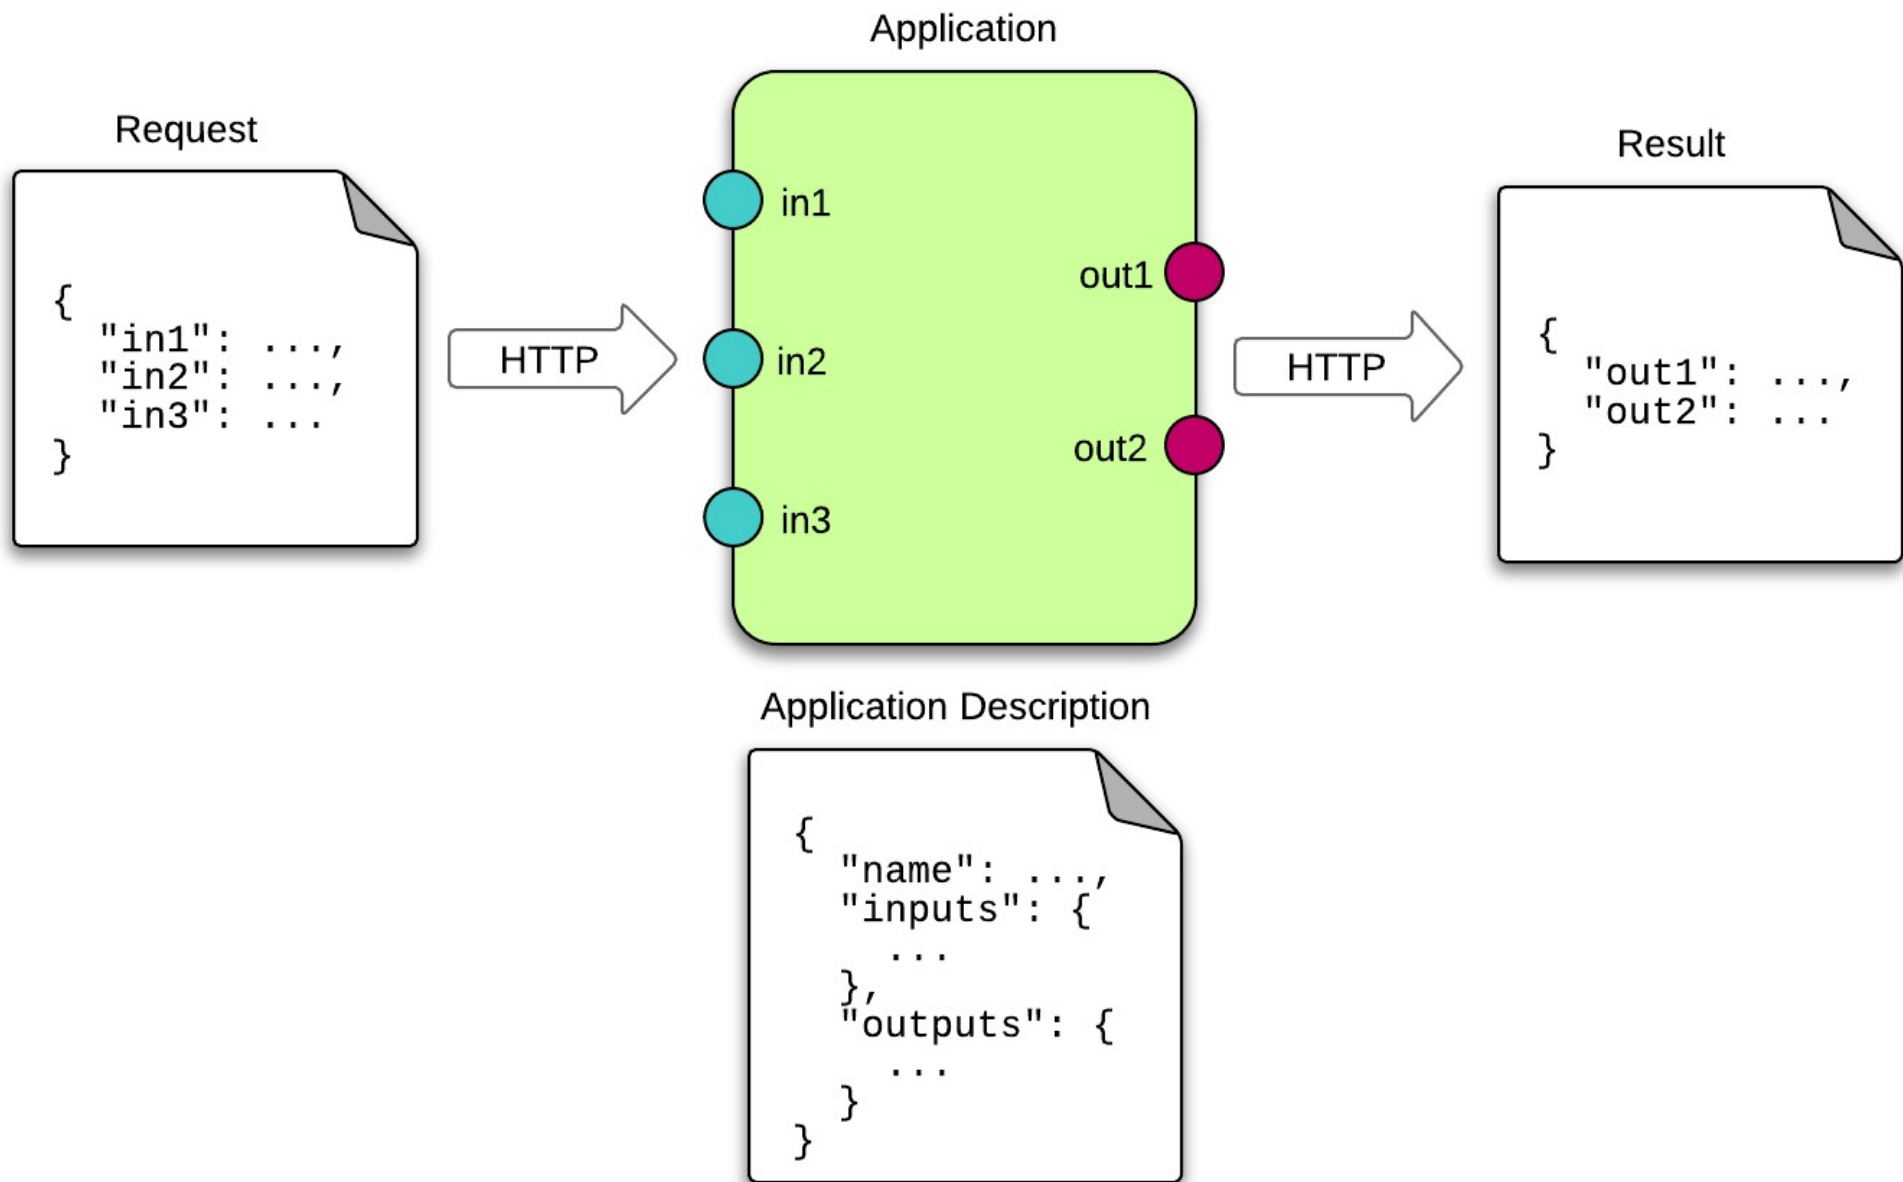 Application
Request
{
"in1": ...,
"in2": ...,
"in3": ...
}
HTTP
in1
in2
in3
out1
out2
HTTP
Result
{
"out1": ...,
"out2": ...
}
Application Description
{
"name": ...,
"inputs": {
...
},
"outputs": {
...
}
}